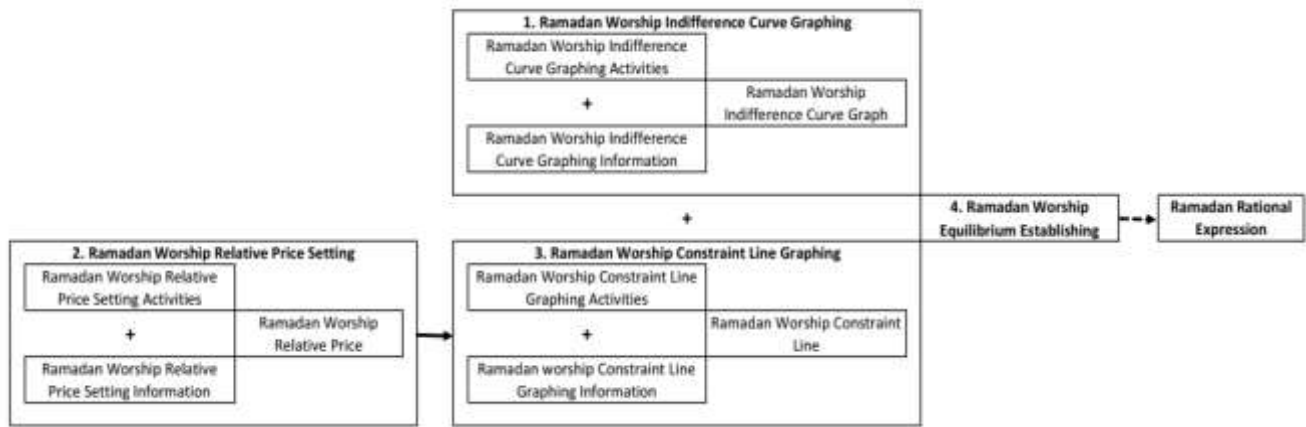 1. Ramadan Worship Indifference Curve Graphing
Ramadan Worship Indifference
Curve Graphing Activities
+
Ramadan Worship
Indifference Curve Graph
Ramadan Worship Indifference
Curve Graphing Information
+
4. Ramadan Worship
Equilibrium Establishing
Ramadan Rational
Expression
2. Ramadan Worship Relative Price Setting
Ramadan Worship Relative
Price Setting Activities
+
Ramadan Worship
Relative Price
Ramadan Worship Relative
Price Setting Information
3. Ramadan Worship Constraint Line Graphing
Ramadan Worship Constraint Line
Graphing Activities
+
Ramadan Worship Constraint
Line
Ramadan worship Constraint Line
Graphing Information